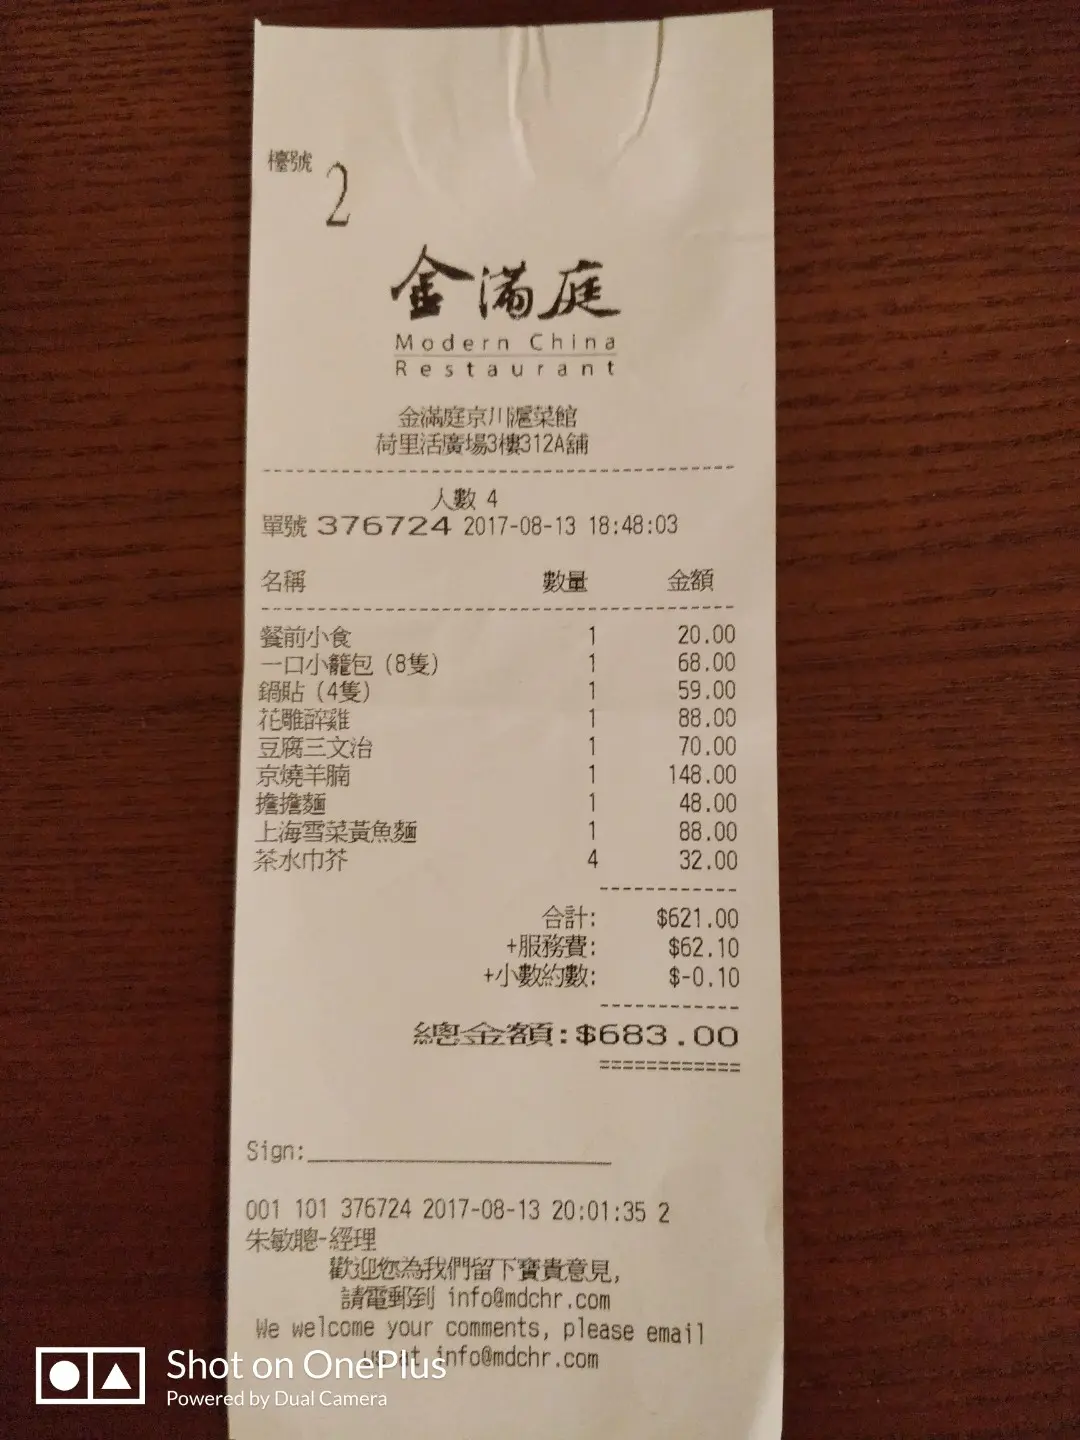 檯號 2
金滿庭
Modern China
Restaurant
金滿庭京川滬菜館
荷里活廣場3樓312A舖
人數 4
單號 376724 2017-08-13 18:48:03
名稱 數量 金額
餐前小食 1 20.00
一口小籠包 (8隻) 1 68.00
鍋貼 (4隻) 1 59.00
花雕醉雞 1 88.00
豆腐三文治 1 70.00
京燒羊腩 1 148.00
擔擔麵 1 48.00
上海雪菜黃魚麵 1 88.00
茶水巾芥 4 32.00
合計: $621.00
+服務費: $62.10
+小數約數: $-0.10
總金額:$683.00
Sign:
001 101 376724 2017-08-13 20:01:35 2
朱敏聰-經理
歡迎您為我們留下寶貴意見,
請電郵到 info@mdchr.com
We welcome your comments, please email
us at info@mdchr.com
Shot on OnePlus
Powered by Dual Camera